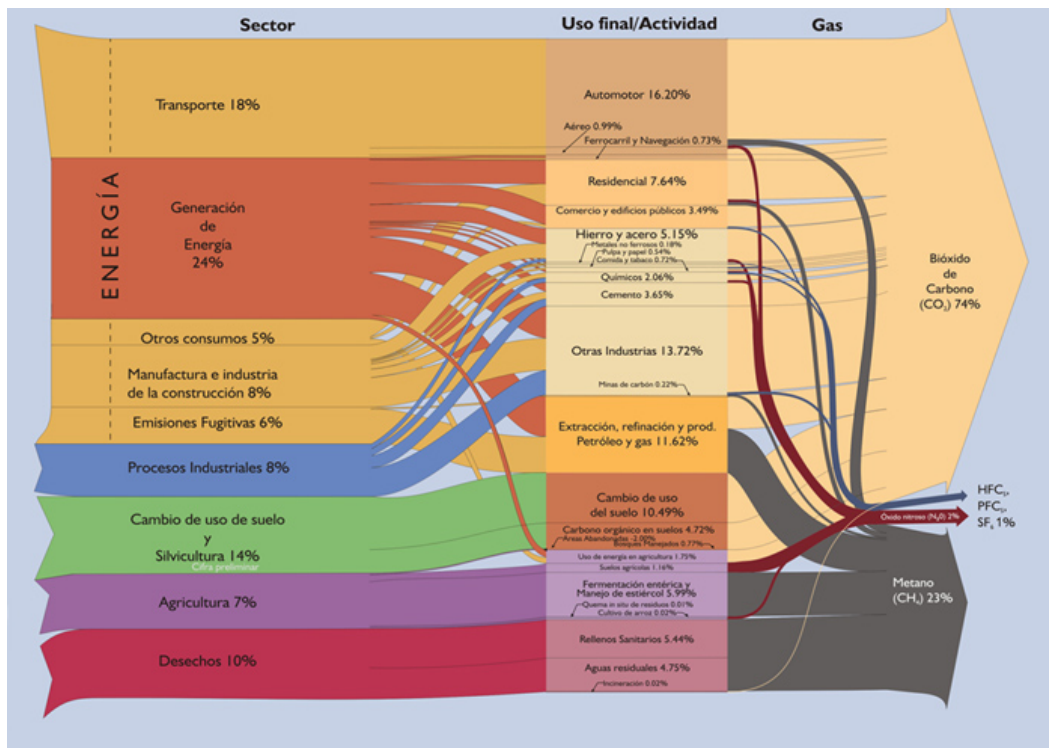 Sector
Uso final/Actividad
Gas
ENERGÍA
Transporte 18%
Generación
de
Energía
24%
Otros consumos 5%
Manufactura e industria
de la construcción 8%
Emisiones Fugitivas 6%
Procesos Industriales 8%
Cambio de uso de suelo
y
Silvicultura 14%
Cifra preliminar
Agricultura 7%
Desechos 10%
Automotor 16.20%
Aéreo 0.99%
Ferrocarril y Navegación 0.73%
Residencial 7.64%
Comercio y edificios públicos 3.49%
Hierro y acero 5.15%
Metales no ferrosos 0.18%
Pulpa y papel 0.54%
Comida y tabaco 0.72%
Químicos 2.06%
Cemento 3.65%
Otras Industrias 13.72%
Minas de carbón 0.22%
Extracción, refinación y prod.
Petróleo y gas 11.62%
Cambio de uso
del suelo 10.49%
Carbono orgánico en suelos 4.72%
Áreas Abandonadas -2.00%
Bosques Manejados 0.77%
Uso de energía en agricultura 1.75%
Suelos agrícolas 1.16%
Fermentación entérica y
Manejo de estiércol 5.99%
Quema in situ de residuos 0.01%
Cultivo de arroz 0.02%
Rellenos Sanitarios 5.44%
Aguas residuales 4.75%
Incineración 0.02%
Bióxido
de
Carbono
(CO₂) 74%
HFCs,
PFCs,
SF₆ 1%
Óxido nitroso (N₂0) 2%
Metano
(CH₄) 23%